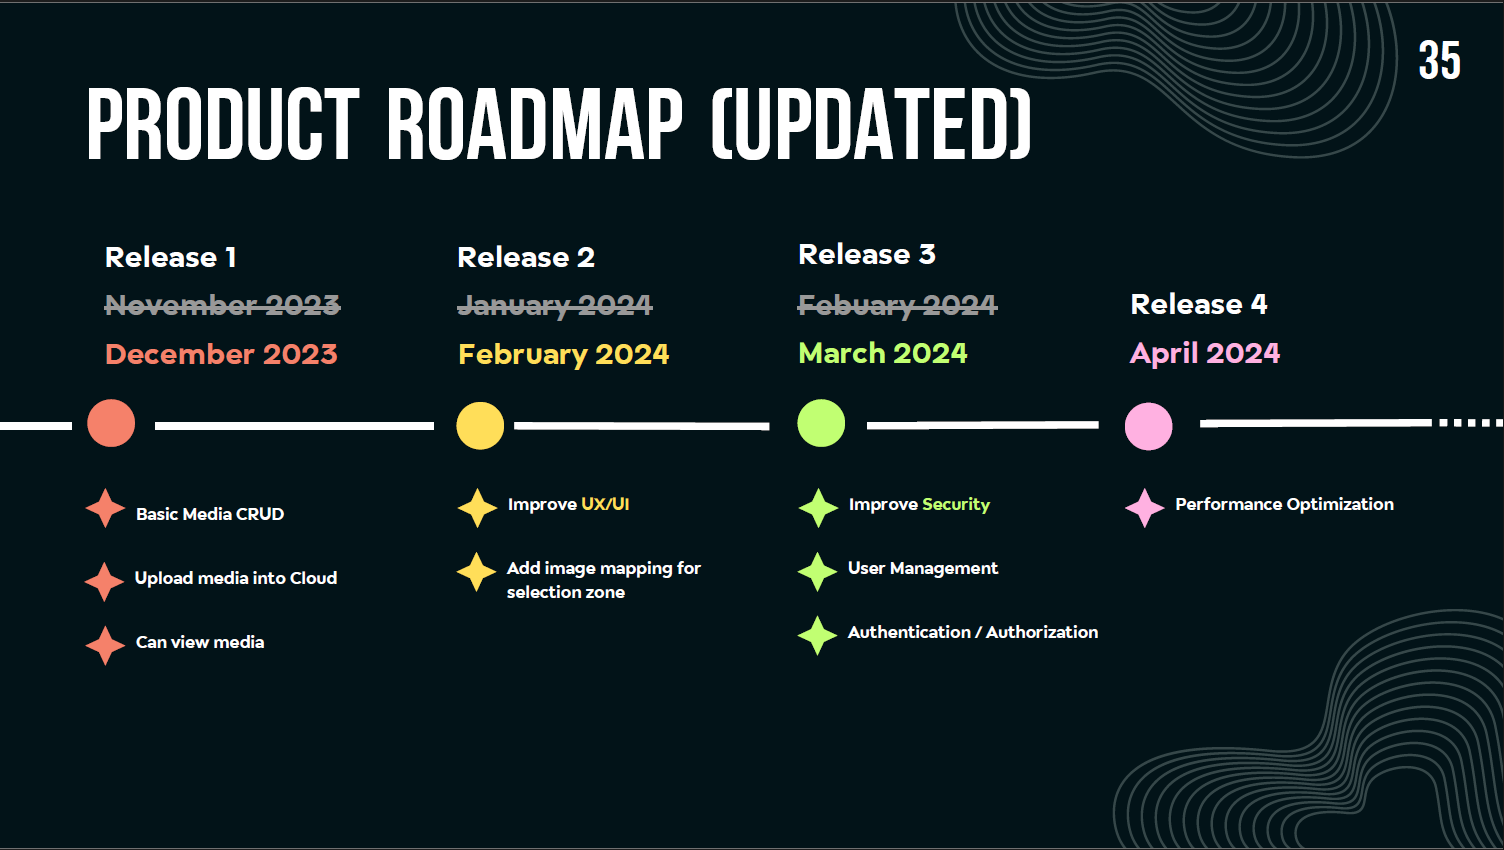 35
PRODUCT ROADMAP (UPDATED)
Release 1
November 2023
December 2023
Release 2
January 2024
February 2024
Release 3
Febuary 2024
March 2024
Release 4
April 2024
Basic Media CRUD
Upload media into Cloud
Can view media
Improve UX/UI
Add image mapping for
selection zone
Improve Security
User Management
Authentication / Authorization
Performance Optimization